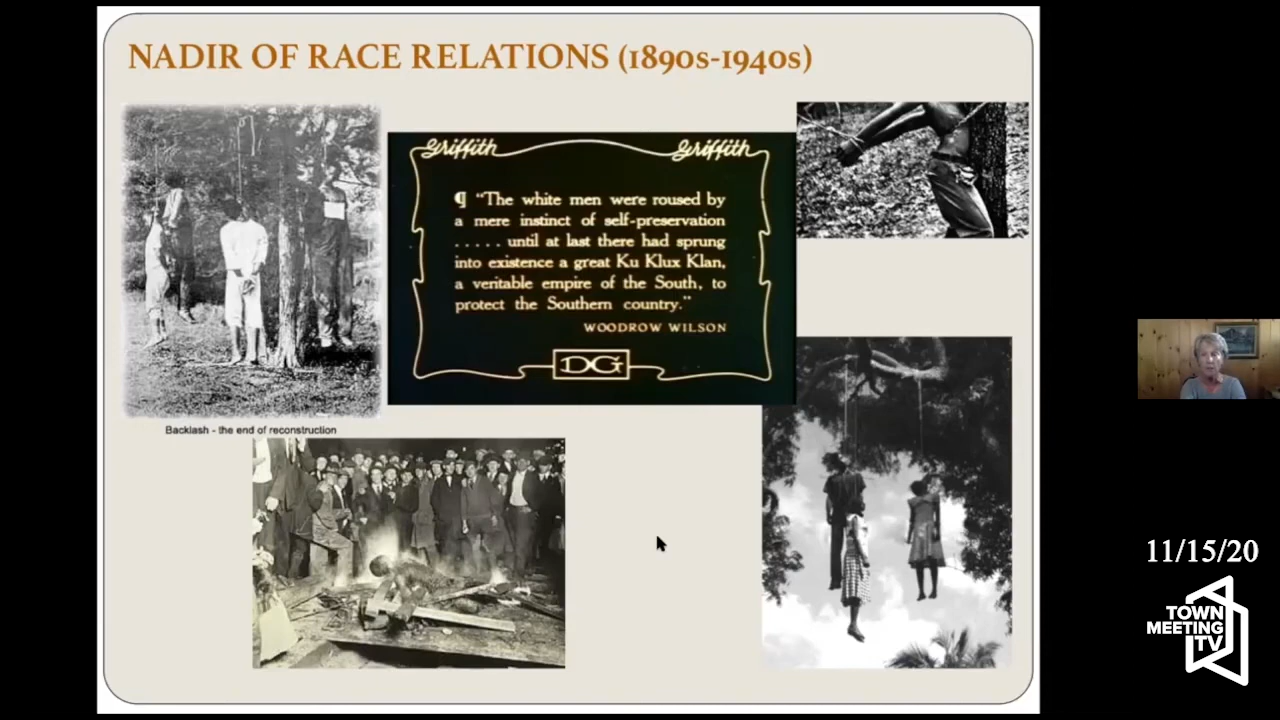 NADIR OF RACE RELATIONS (1890s-1940s)
Griffith Griffith
¶ “The white men were roused by
a mere instinct of self-preservation
..... until at last there had sprung
into existence a great Ku Klux Klan,
a veritable empire of the South, to
protect the Southern country.”
WOODROW WILSON
DG
Backlash - the end of reconstruction
11/15/20
TOWN
MEETING
TV